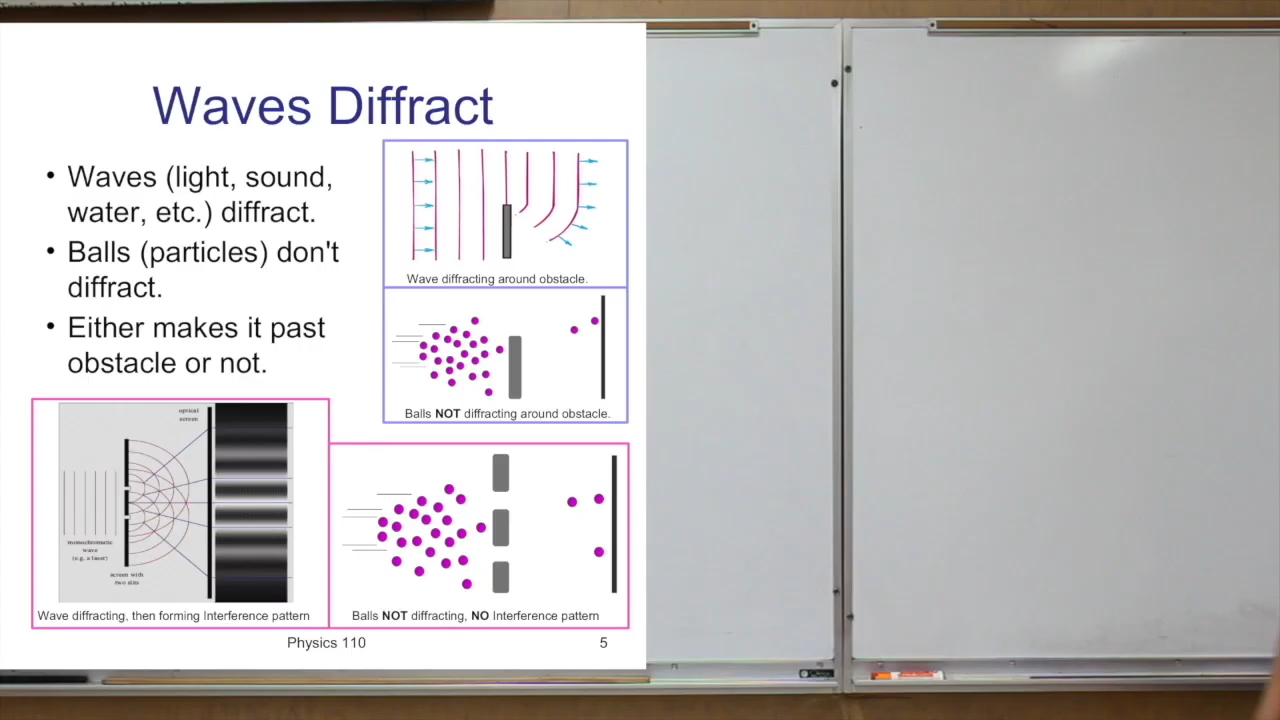 Waves Diffract
• Waves (light, sound,
water, etc.) diffract.
• Balls (particles) don't
diffract.
• Either makes it past
obstacle or not.
Wave diffracting around obstacle.
Balls NOT diffracting around obstacle.
optical
screen
monochromatic
wave
(e.g. a laser)
screen with
two slits
Wave diffracting, then forming Interference pattern
Balls NOT diffracting, NO Interference pattern
Physics 110
5